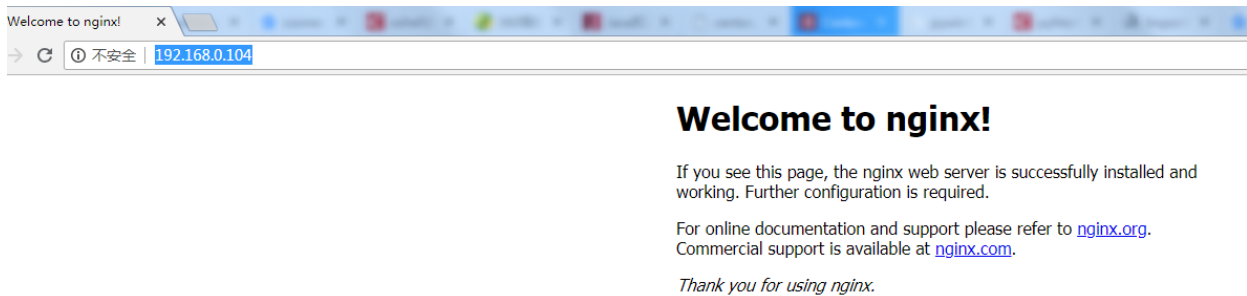 Welcome to nginx!
不安全 | 192.168.0.104
Welcome to nginx!
If you see this page, the nginx web server is successfully installed and
working. Further configuration is required.
For online documentation and support please refer to nginx.org.
Commercial support is available at nginx.com.
Thank you for using nginx.